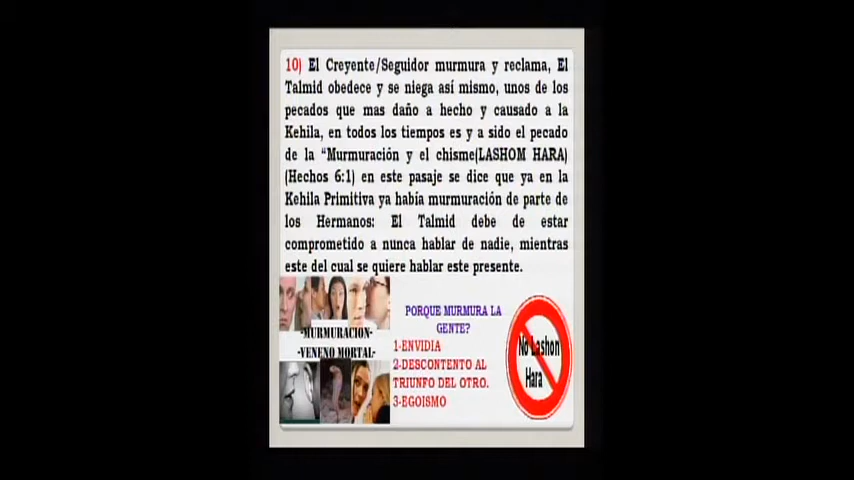 10) El Creyente/Seguidor murmura y reclama, El
Talmid obedece y se niega así mismo, unos de los
pecados que mas daño a hecho y causado a la
Kehila, en todos los tiempos es y a sido el pecado
de la “Murmuración y el chisme(LASHOM HARA)
(Hechos 6:1) en este pasaje se dice que ya en la
Kehila Primitiva ya había murmuración de parte de
los Hermanos: El Talmid debe de estar
comprometido a nunca hablar de nadie, mientras
este del cual se quiere hablar este presente.
-MURMURACION-
-VENENO MORTAL-
PORQUE MURMURA LA
GENTE?
1-ENVIDIA
2-DESCONTENTO AL
TRIUNFO DEL OTRO.
3-EGOISMO
No Lashon
Hara